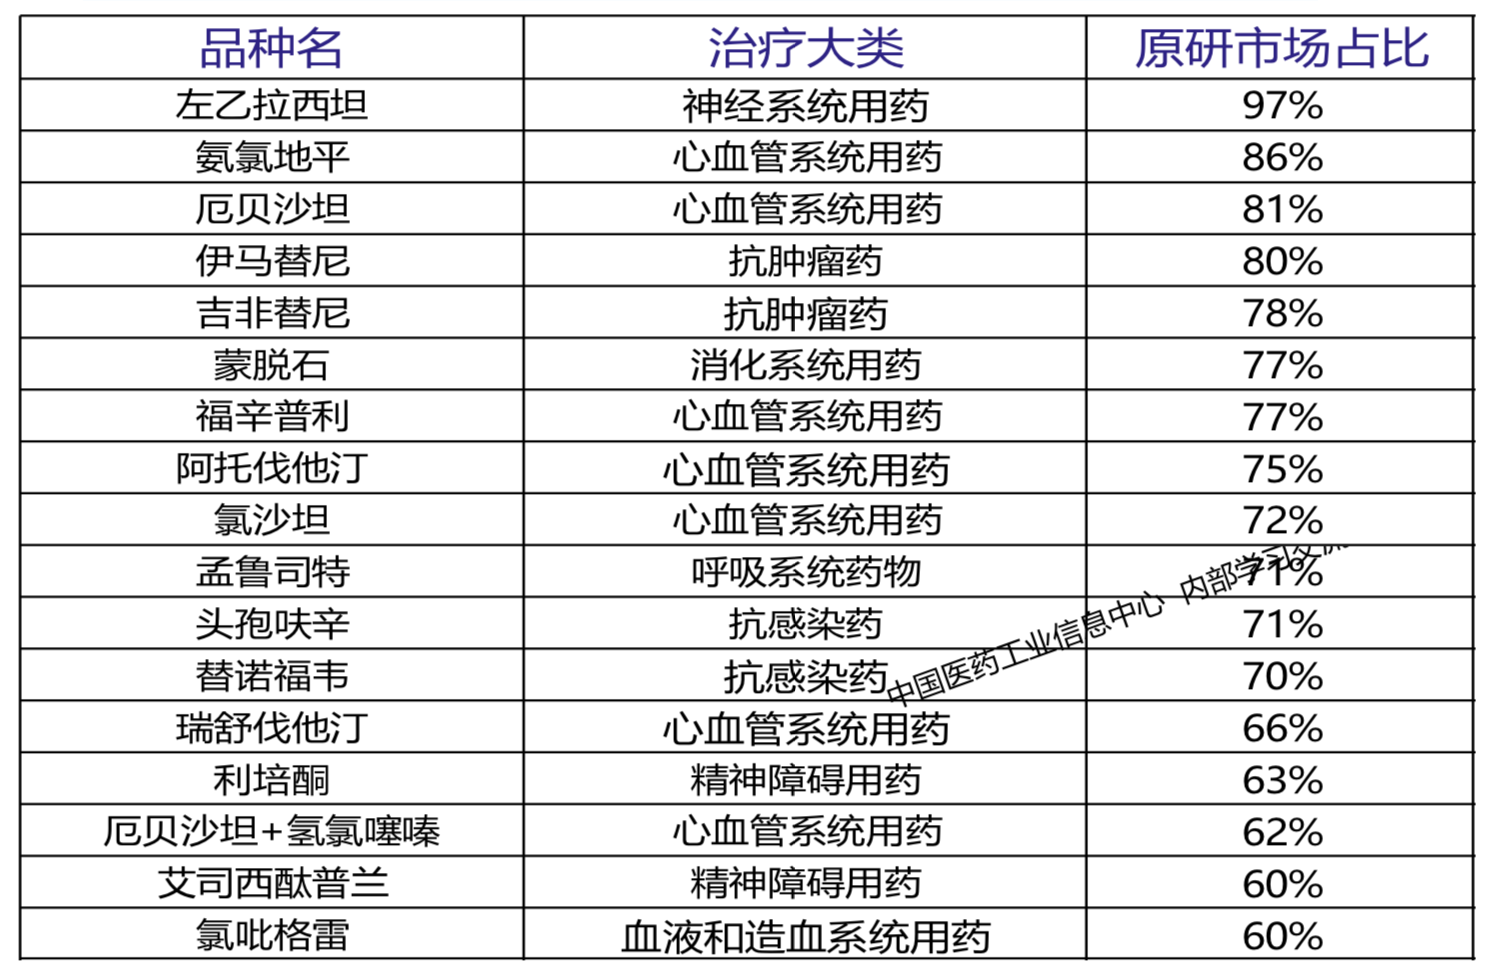 品种名 治疗大类 原研市场占比
左乙拉西坦 神经系统用药 97%
氨氯地平 心血管系统用药 86%
厄贝沙坦 心血管系统用药 81%
伊马替尼 抗肿瘤药 80%
吉非替尼 抗肿瘤药 78%
蒙脱石 消化系统用药 77%
福辛普利 心血管系统用药 77%
阿托伐他汀 心血管系统用药 75%
氯沙坦 心血管系统用药 72%
孟鲁司特 呼吸系统药物 71%
头孢呋辛 抗感染药 71%
替诺福韦 抗感染药 70%
瑞舒伐他汀 心血管系统用药 66%
利培酮 精神障碍用药 63%
厄贝沙坦+氢氯噻嗪 心血管系统用药 62%
艾司西酞普兰 精神障碍用药 60%
氯吡格雷 血液和造血系统用药 60%
中国医药工业信息中心 内部学习